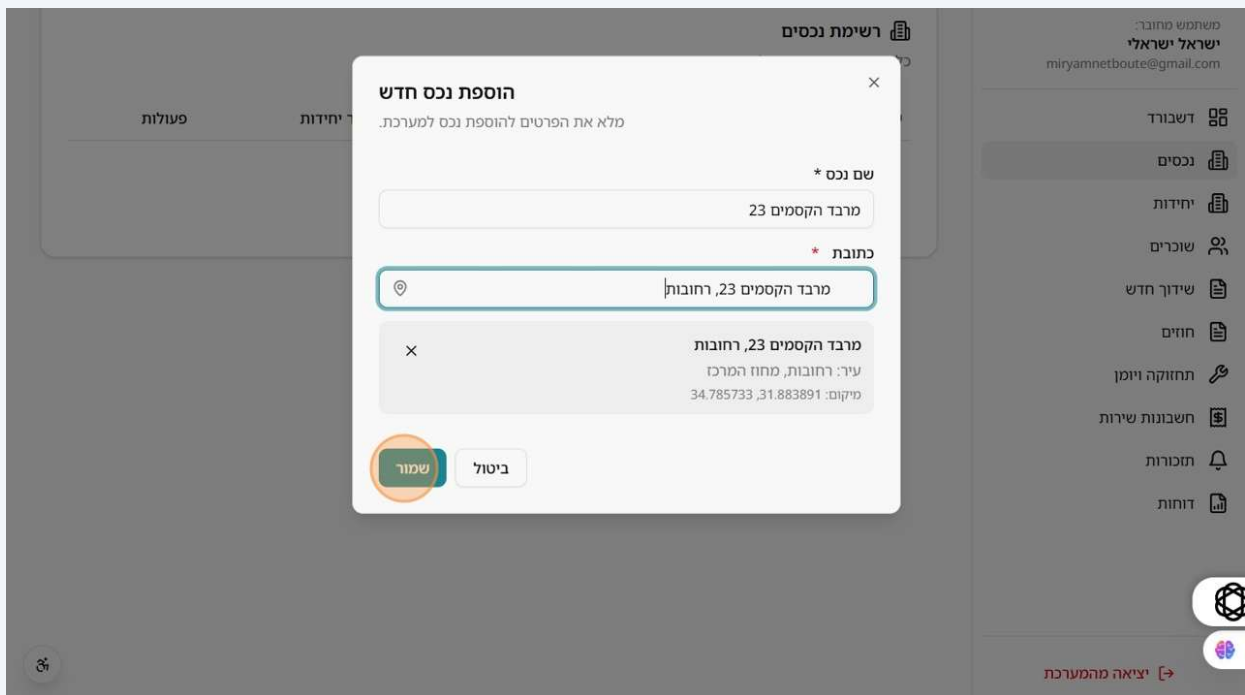 משתמש מחובר:
ישראל ישראלי
miryamnetboute@gmail.com
דשבורד
נכסים
יחידות
שוכרים
שידוך חדש
חוזים
תחזוקה ויומן
חשבונות שירות
תזכורות
דוחות
יציאה מהמערכת
רשימת נכסים
יחידות
פעולות
הוספת נכס חדש
מלא את הפרטים להוספת נכס למערכת.
שם נכס *
מרבד הקסמים 23
כתובת *
מרבד הקסמים 23, רחובות
מרבד הקסמים 23, רחובות
עיר: רחובות, מחוז המרכז
מיקום: 31.883891, 34.785733
ביטול
שמור